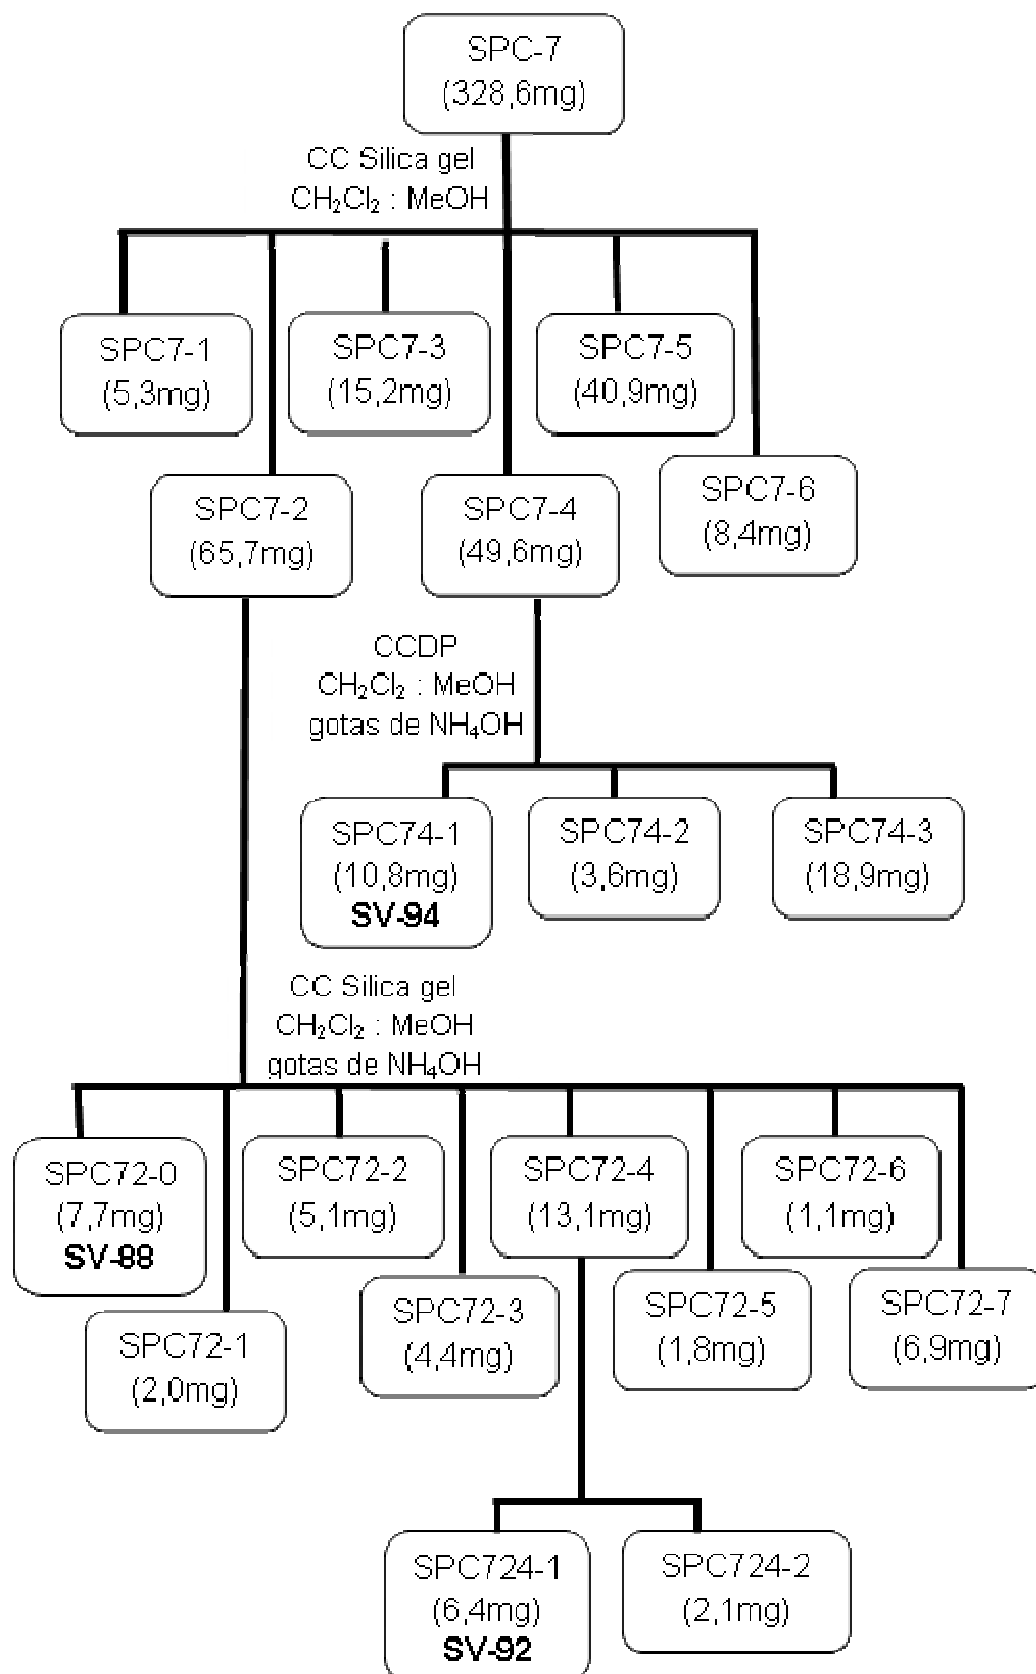 SPC-7
(328,6mg)
CC Silica gel
CH₂Cl₂ : MeOH
SPC7-1
(5,3mg)
SPC7-3
(15,2mg)
SPC7-5
(40,9mg)
SPC7-2
(65,7mg)
SPC7-4
(49,6mg)
SPC7-6
(8,4mg)
CCDP
CH₂Cl₂ : MeOH
gotas de NH₄OH
SPC74-1
(10,8mg)
SV-94
SPC74-2
(3,6mg)
SPC74-3
(18,9mg)
CC Silica gel
CH₂Cl₂ : MeOH
gotas de NH₄OH
SPC72-0
(7,7mg)
SV-88
SPC72-2
(5,1mg)
SPC72-4
(13,1mg)
SPC72-6
(1,1mg)
SPC72-1
(2,0mg)
SPC72-3
(4,4mg)
SPC72-5
(1,8mg)
SPC72-7
(6,9mg)
SPC724-1
(6,4mg)
SV-92
SPC724-2
(2,1mg)